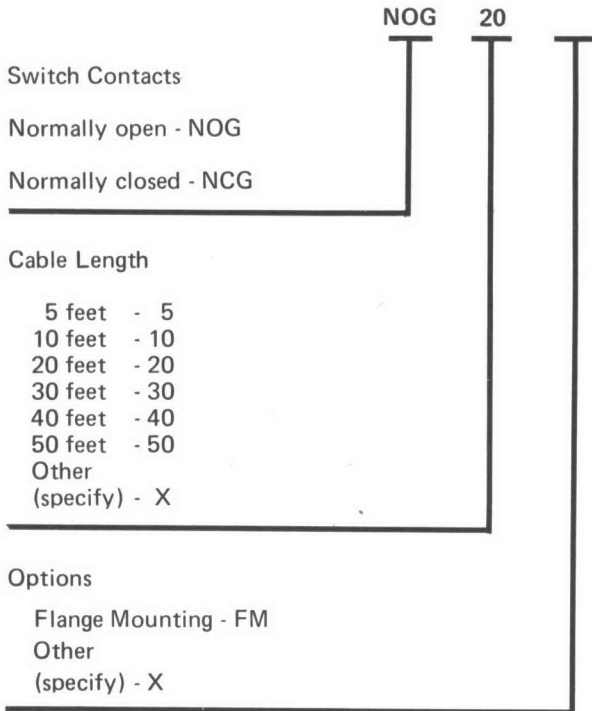 NOG 20
Switch Contacts
Normally open - NOG
Normally closed - NCG
Cable Length
5 feet - 5
10 feet - 10
20 feet - 20
30 feet - 30
40 feet - 40
50 feet - 50
Other
(specify) - X
Options
Flange Mounting - FM
Other
(specify) - X